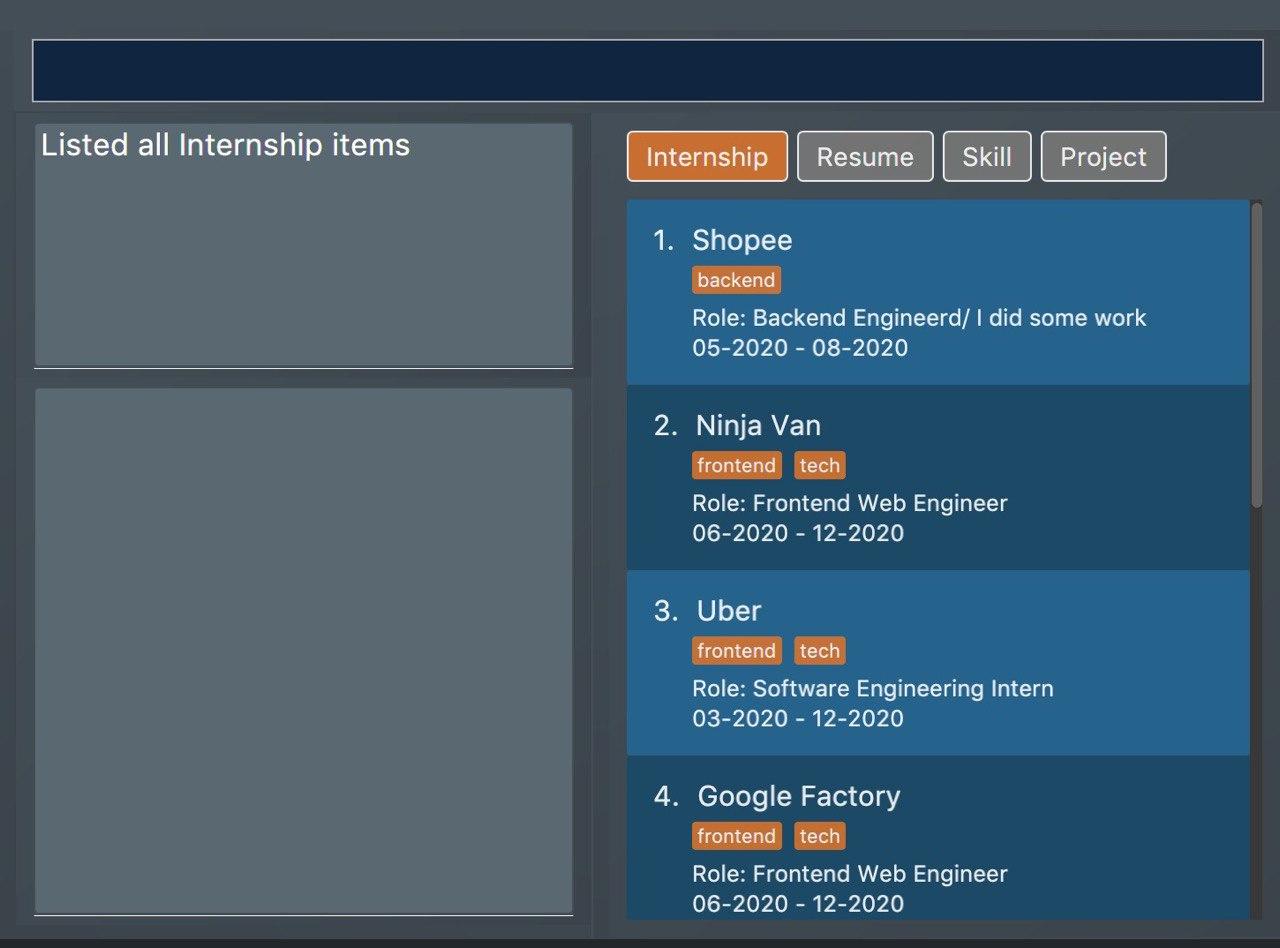 Listed all Internship items
Internship Resume Skill Project
1. Shopee
backend
Role: Backend Engineerd/ I did some work
05-2020 - 08-2020
2. Ninja Van
frontend tech
Role: Frontend Web Engineer
06-2020 - 12-2020
3. Uber
frontend tech
Role: Software Engineering Intern
03-2020 - 12-2020
4. Google Factory
frontend tech
Role: Frontend Web Engineer
06-2020 - 12-2020